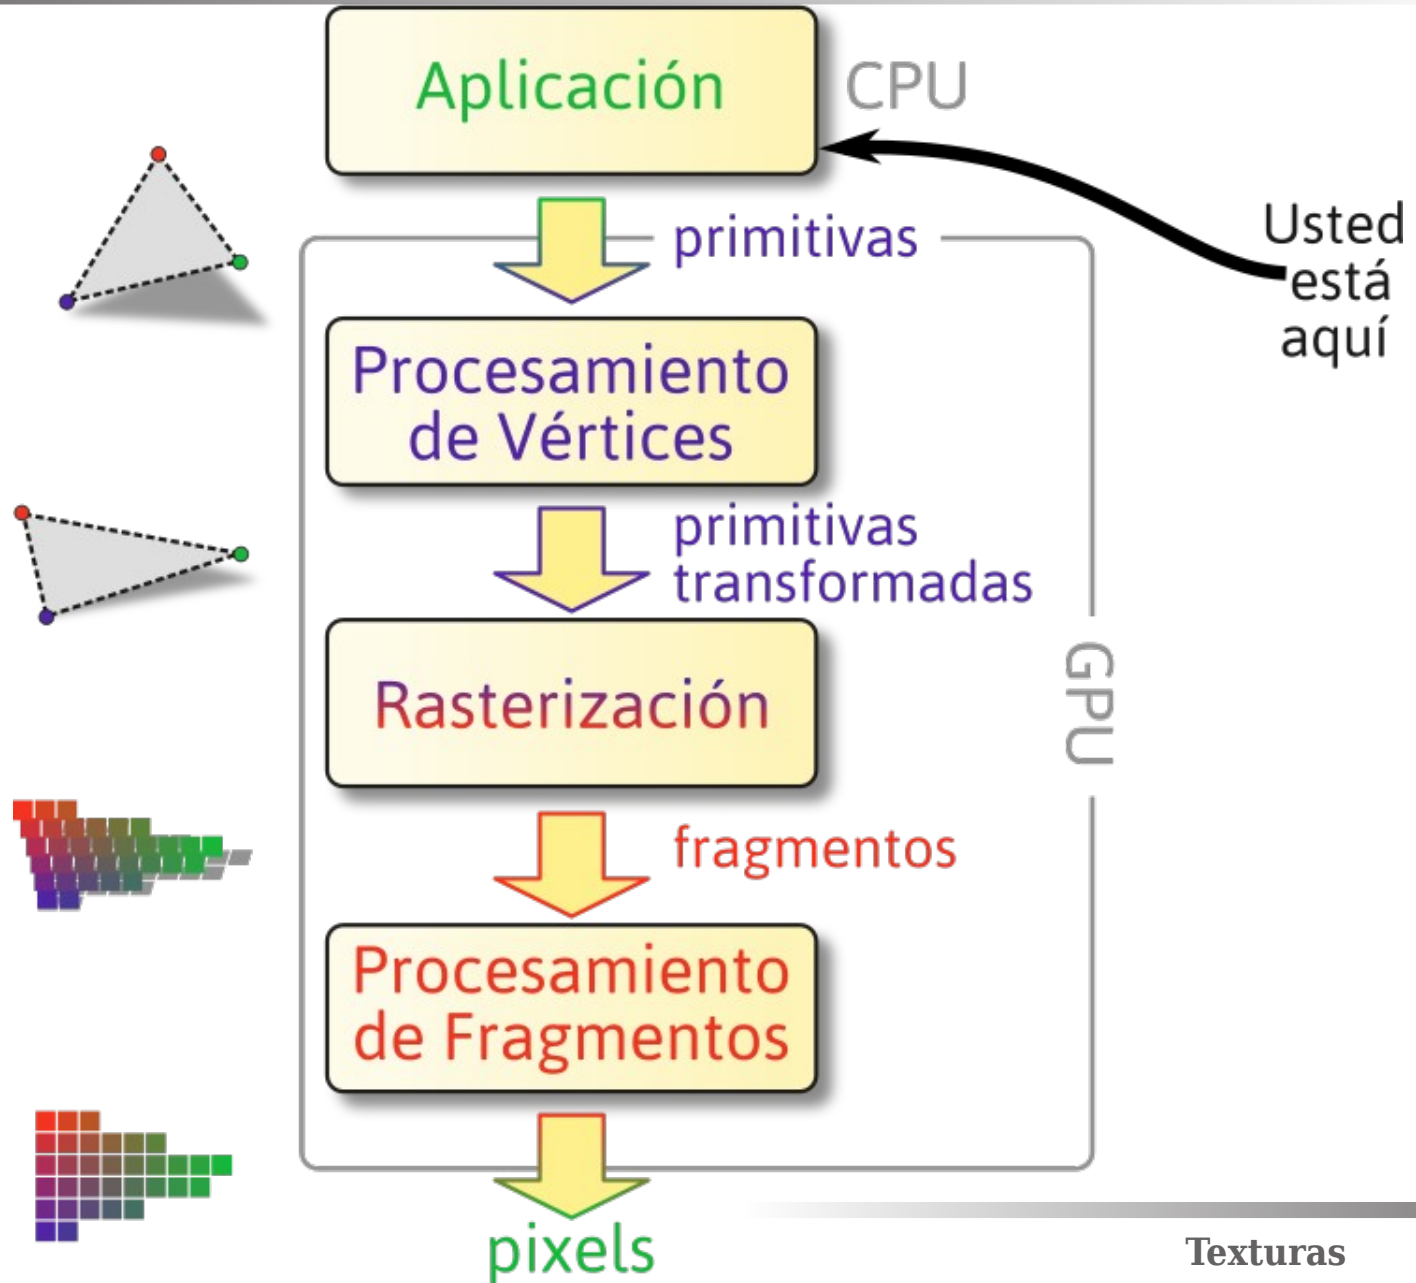 Aplicación
CPU
primitivas
Usted
está
aquí
Procesamiento
de Vértices
primitivas
transformadas
Rasterización
GPU
fragmentos
Procesamiento
de Fragmentos
pixels
Texturas